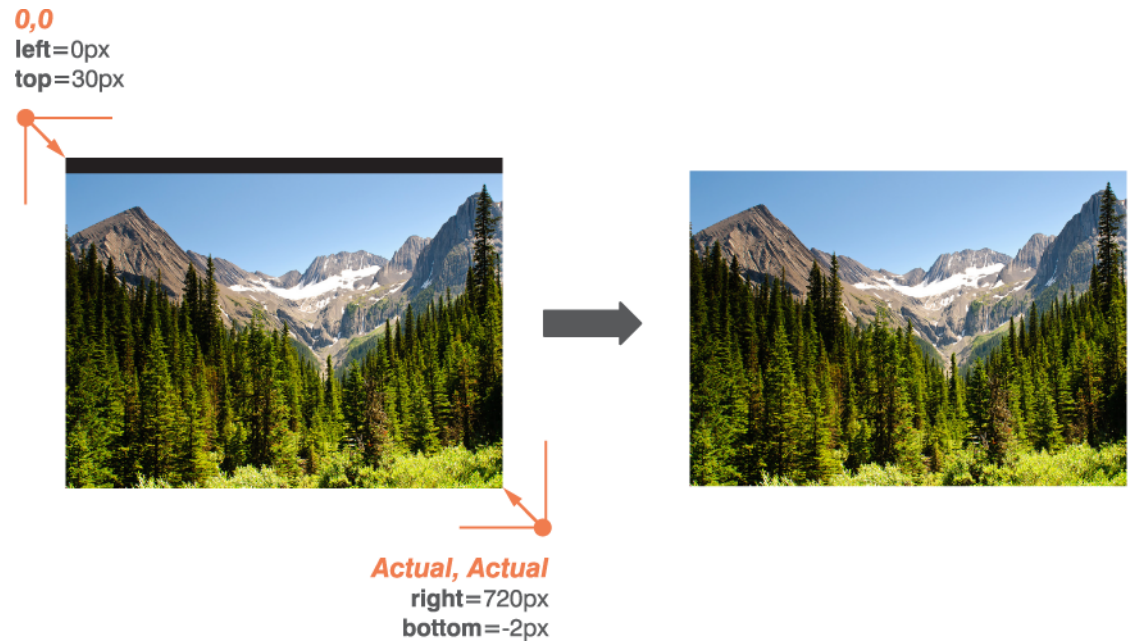 0,0
left=0px
top=30px
Actual, Actual
right=720px
bottom=-2px